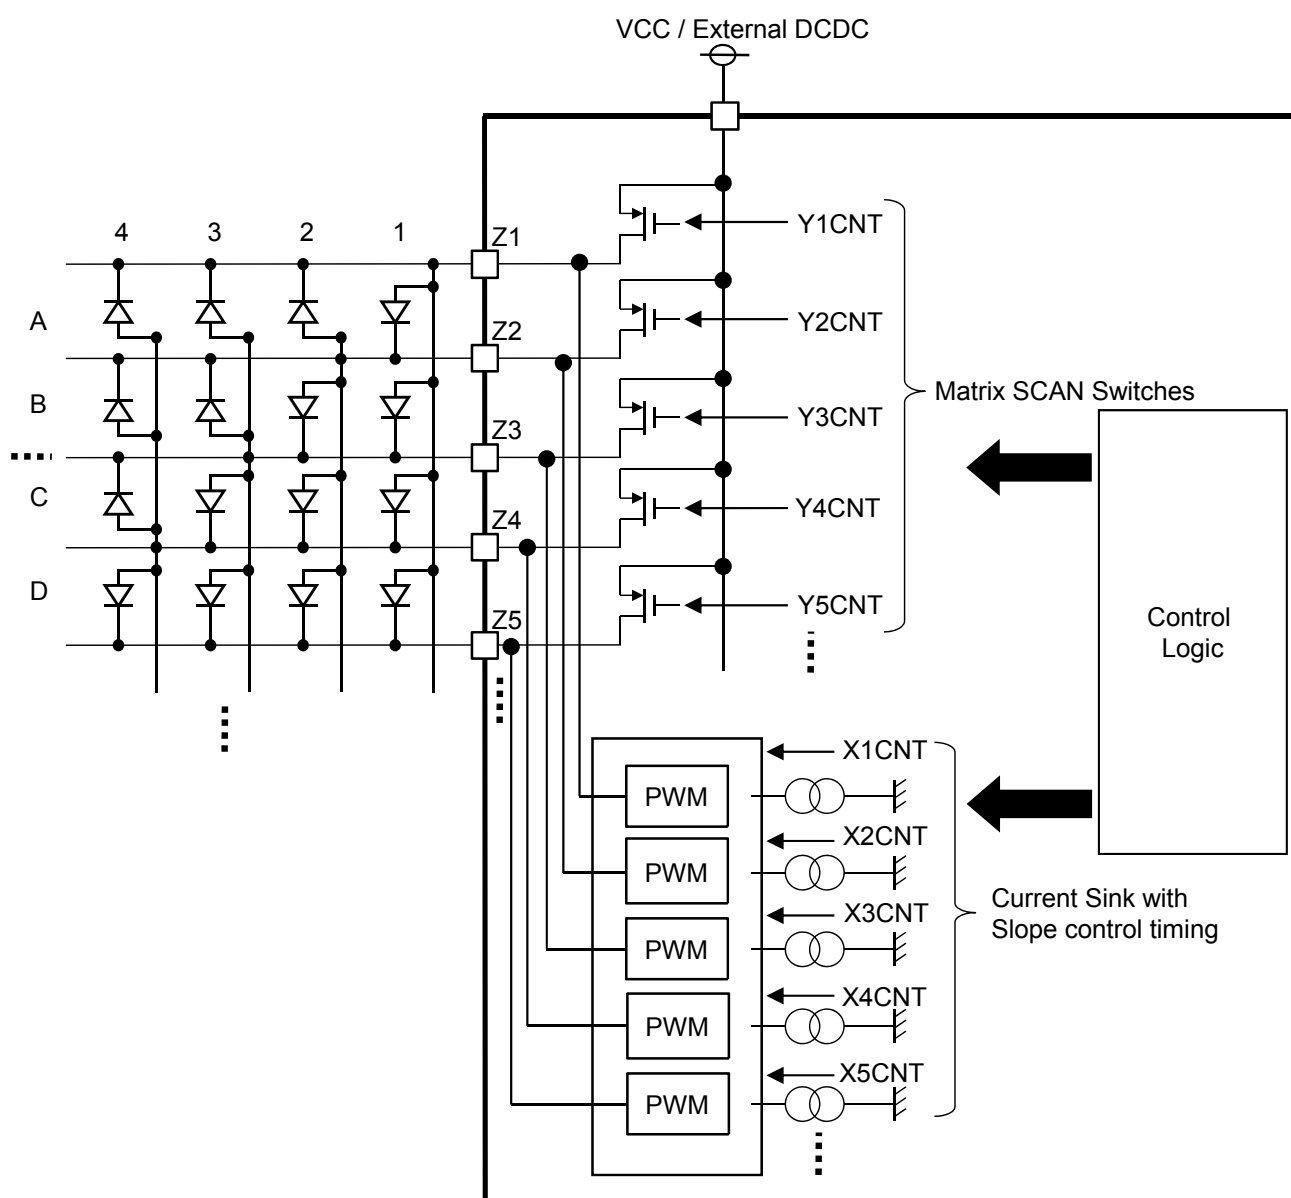 VCC / External DCDC
4 3 2 1
Z1
Y1CNT
A
Z2
Y2CNT
B
Matrix SCAN Switches
Z3
Y3CNT
C
Z4
Y4CNT
D
Z5
Y5CNT
Control
Logic
X1CNT
PWM
X2CNT
PWM
X3CNT
PWM
Current Sink with
Slope control timing
X4CNT
PWM
X5CNT
PWM